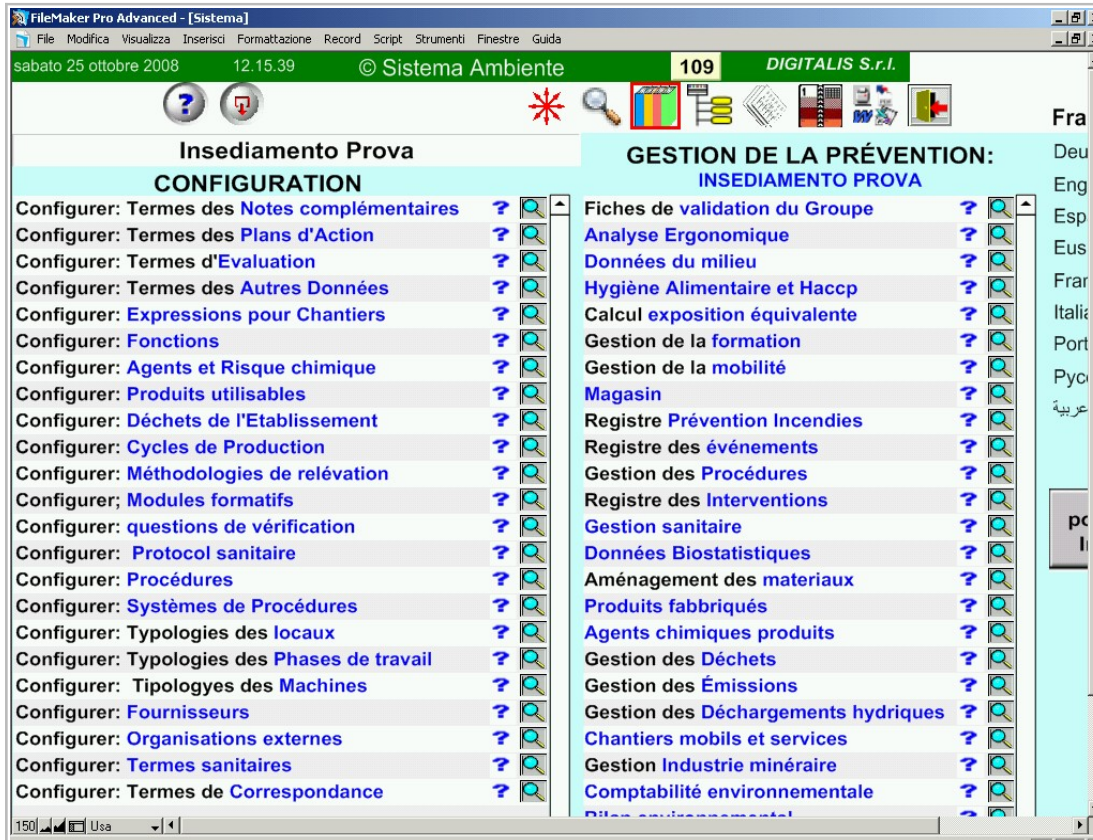 FileMaker Pro Advanced - [Sistema]
File Modifica Visualizza Inserisci Formattazione Record Script Strumenti Finestre Guida
sabato 25 ottobre 2008 12.15.39 © Sistema Ambiente 109 DIGITALIS S.r.l.
Insediamento Prova
CONFIGURATION
Configurer: Termes des Notes complémentaires ?
Configurer: Termes des Plans d'Action ?
Configurer: Termes d'Evaluation ?
Configurer: Termes des Autres Données ?
Configurer: Expressions pour Chantiers ?
Configurer: Fonctions ?
Configurer: Agents et Risque chimique ?
Configurer: Produits utilisables ?
Configurer: Déchets de l'Etablissement ?
Configurer: Cycles de Production ?
Configurer: Méthodologies de relévation ?
Configurer; Modules formatifs ?
Configurer: questions de vérification ?
Configurer: Protocol sanitaire ?
Configurer: Procédures ?
Configurer: Systèmes de Procédures ?
Configurer: Typologies des locaux ?
Configurer: Typologies des Phases de travail ?
Configurer: Tipologyes des Machines ?
Configurer: Fournisseurs ?
Configurer: Organisations externes ?
Configurer: Termes sanitaires ?
Configurer: Termes de Correspondance ?
GESTION DE LA PRÉVENTION:
INSEDIAMENTO PROVA
Fiches de validation du Groupe ?
Analyse Ergonomique ?
Données du milieu ?
Hygiène Alimentaire et Haccp ?
Calcul exposition équivalente ?
Gestion de la formation ?
Gestion de la mobilité ?
Magasin ?
Registre Prévention Incendies ?
Registre des événements ?
Gestion des Procédures ?
Registre des Interventions ?
Gestion sanitaire ?
Données Biostatistiques ?
Aménagement des materiaux ?
Produits fabbriqués ?
Agents chimiques produits ?
Gestion des Déchets ?
Gestion des Émissions ?
Gestion des Déchargements hydriques ?
Chantiers mobils et services ?
Gestion Industrie minéraire ?
Comptabilité environnementale ?
Bilan environnemental
Fra
Deu
Eng
Esp
Eus
Fran
Italia
Port
Русс
عربية
po
150 Usa